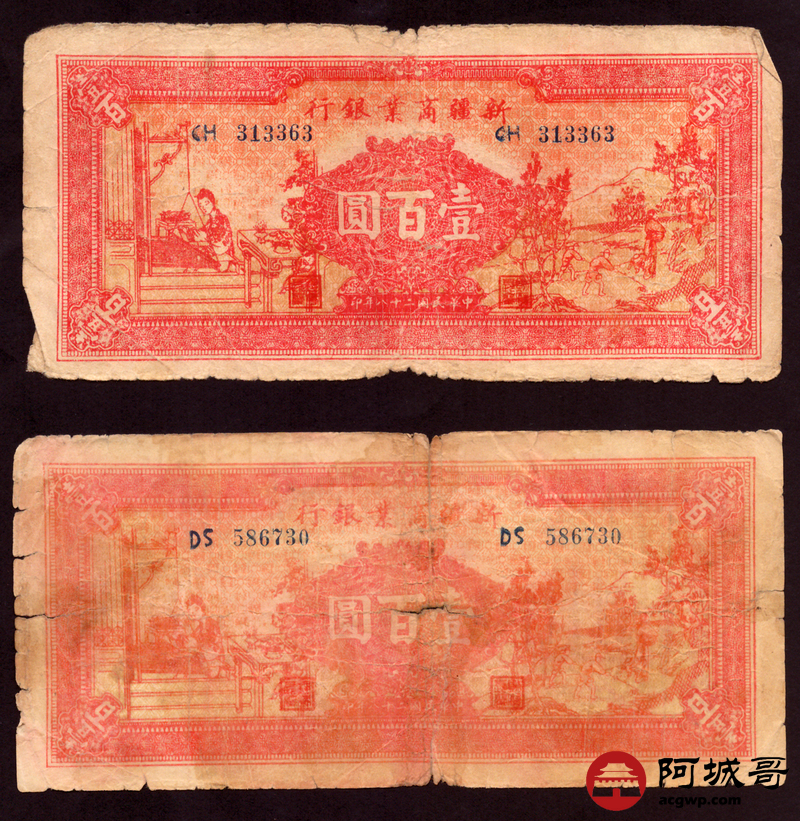 新疆商業銀行
CH 313363 CH 313363
壹百圓
中華民國三十八年印
新疆商業銀行
DS 586730 DS 586730
壹百圓
阿城哥
acgwp.com